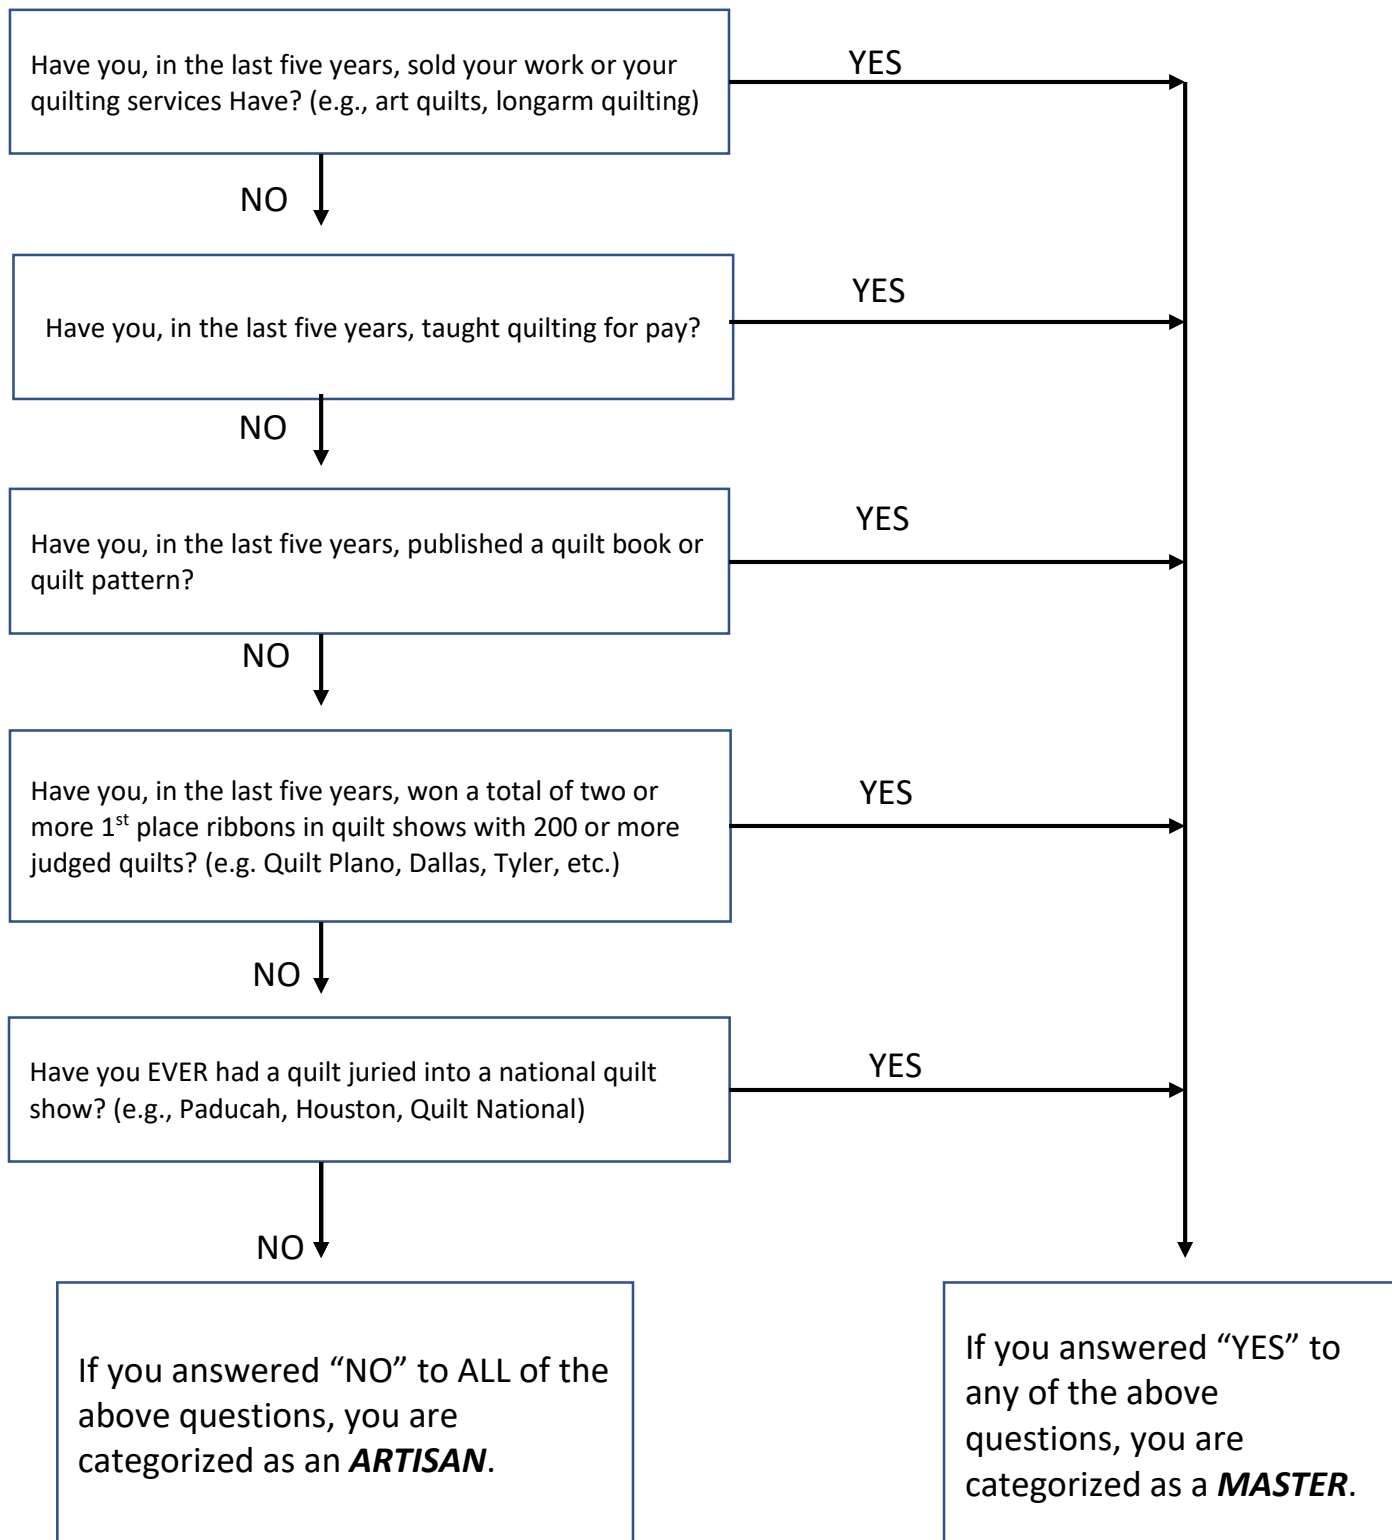 Have you, in the last five years, sold your work or your
quilting services Have? (e.g., art quilts, longarm quilting)
YES
NO
Have you, in the last five years, taught quilting for pay?
YES
NO
Have you, in the last five years, published a quilt book or
quilt pattern?
YES
NO
Have you, in the last five years, won a total of two or
more 1st place ribbons in quilt shows with 200 or more
judged quilts? (e.g. Quilt Plano, Dallas, Tyler, etc.)
YES
NO
Have you EVER had a quilt juried into a national quilt
show? (e.g., Paducah, Houston, Quilt National)
YES
NO
If you answered “NO” to ALL of the
above questions, you are
categorized as an ARTISAN.
If you answered “YES” to
any of the above
questions, you are
categorized as a MASTER.